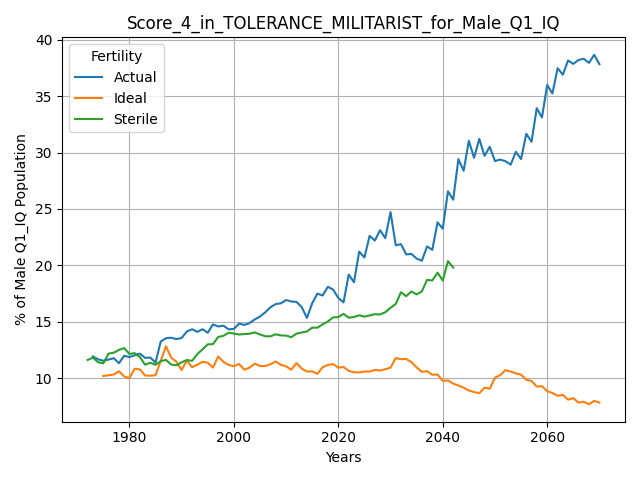 Score_4_in_TOLERANCE_MILITARIST_for_Male_Q1_IQ
Fertility
Actual
Ideal
Sterile
% of Male Q1_IQ Population
40
35
30
25
20
15
10
1980
2000
2020
2040
2060
Years